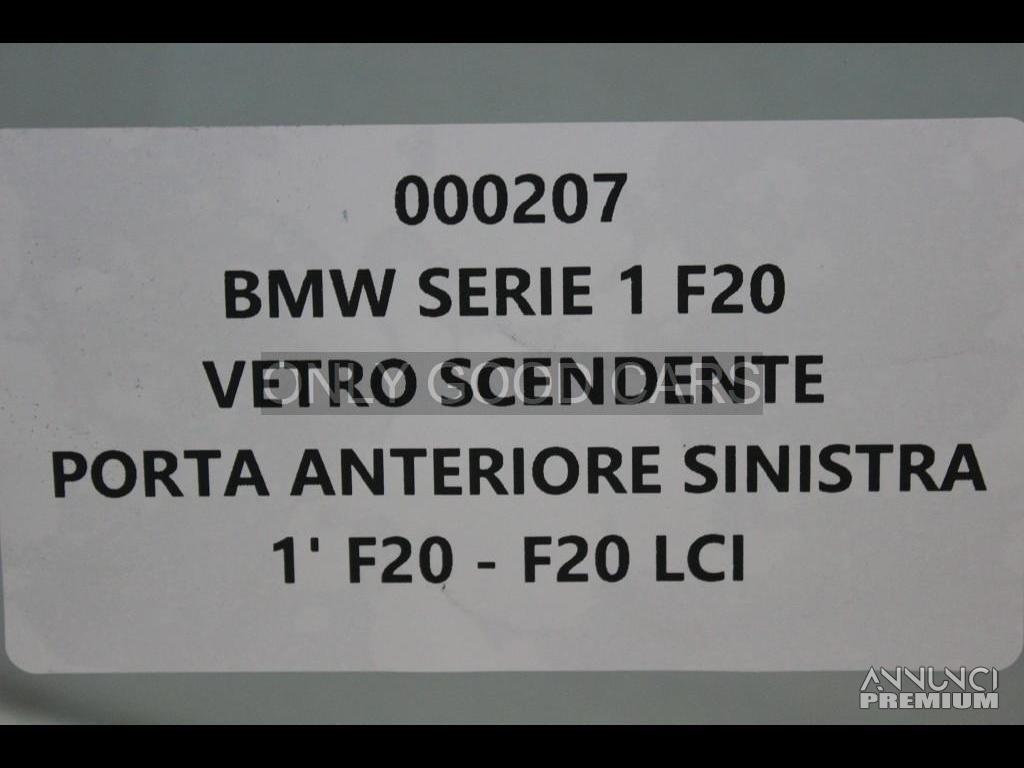 000207
BMW SERIE 1 F20
VETRO SCENDENTE
ONLY GOOD CARS
PORTA ANTERIORE SINISTRA
1' F20 - F20 LCI
ANNUNCI
PREMIUM